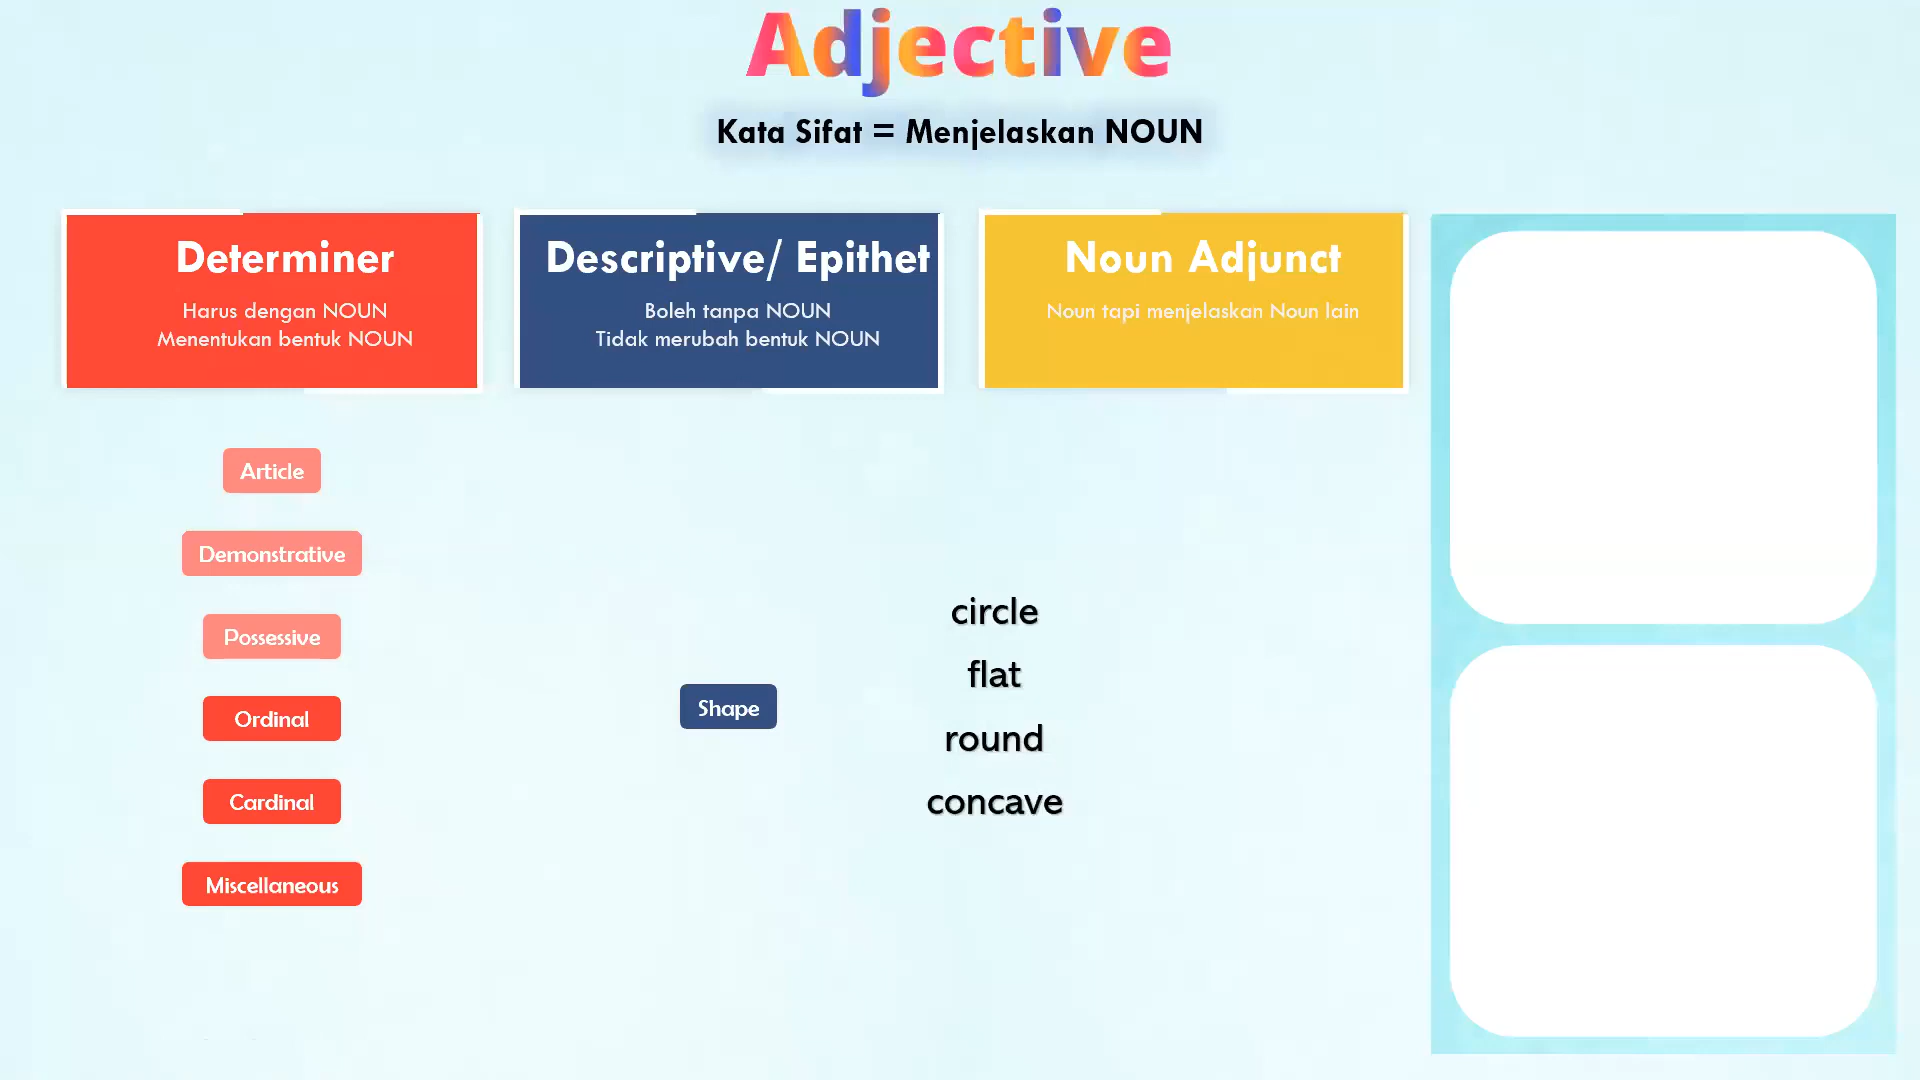 Adjective
Kata Sifat = Menjelaskan NOUN
Determiner
Harus dengan NOUN
Menentukan bentuk NOUN
Descriptive/ Epithet
Boleh tanpa NOUN
Tidak merubah bentuk NOUN
Noun Adjunct
Noun tapi menjelaskan Noun lain
Article
Demonstrative
Possessive
Ordinal
Cardinal
Miscellaneous
Shape
circle
flat
round
concave